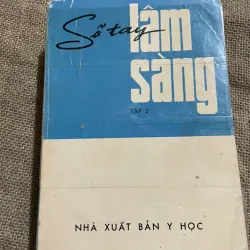 Sổ tay
lâm
sàng
TẬP 2
NHÀ XUẤT BẢN Y HỌC